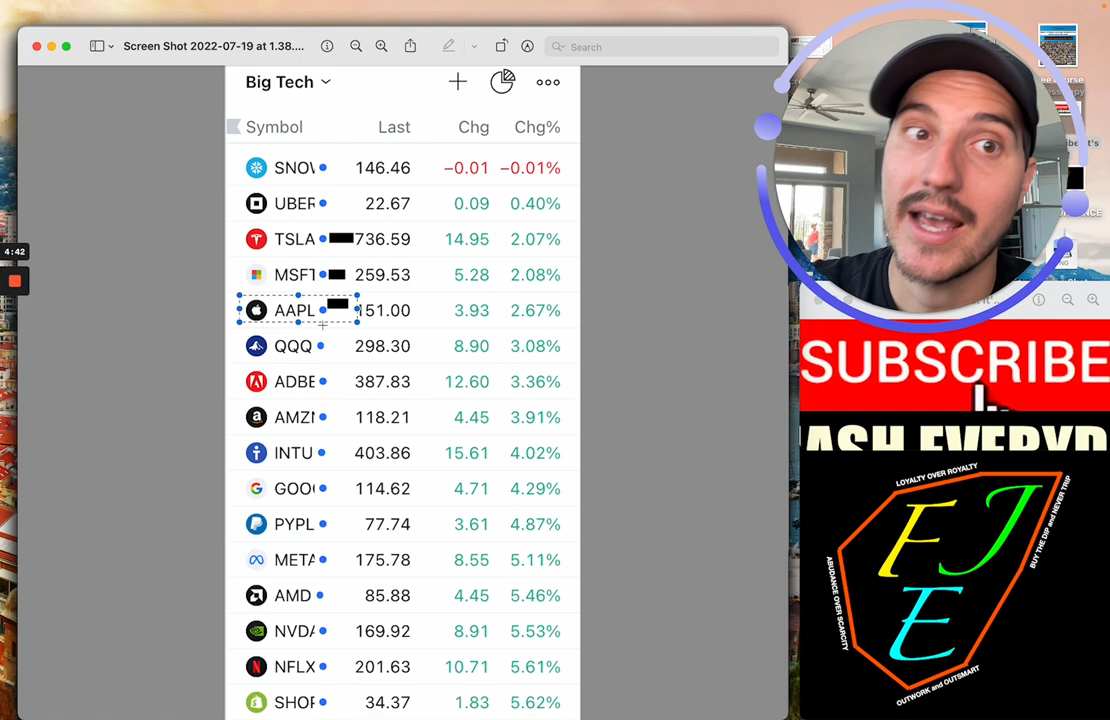 Screen Shot 2022-07-19 at 1.38....
Search
Big Tech
Symbol Last Chg Chg%
SNOW 146.46 −0.01 −0.01%
UBER 22.67 0.09 0.40%
TSLA 736.59 14.95 2.07%
MSFT 259.53 5.28 2.08%
AAPL 151.00 3.93 2.67%
QQQ 298.30 8.90 3.08%
ADBE 387.83 12.60 3.36%
AMZN 118.21 4.45 3.91%
INTU 403.86 15.61 4.02%
GOO 114.62 4.71 4.29%
PYPL 77.74 3.61 4.87%
META 175.78 8.55 5.11%
AMD 85.88 4.45 5.46%
NVDA 169.92 8.91 5.53%
NFLX 201.63 10.71 5.61%
SHOP 34.37 1.83 5.62%
4:42
SUBSCRIBE
LOYALTY OVER ROYALTY
BUY THE DIP and NEVER TRIP
ABUDANCE OVER SCARCITY
OUTWORK and OUTSMART
FJE